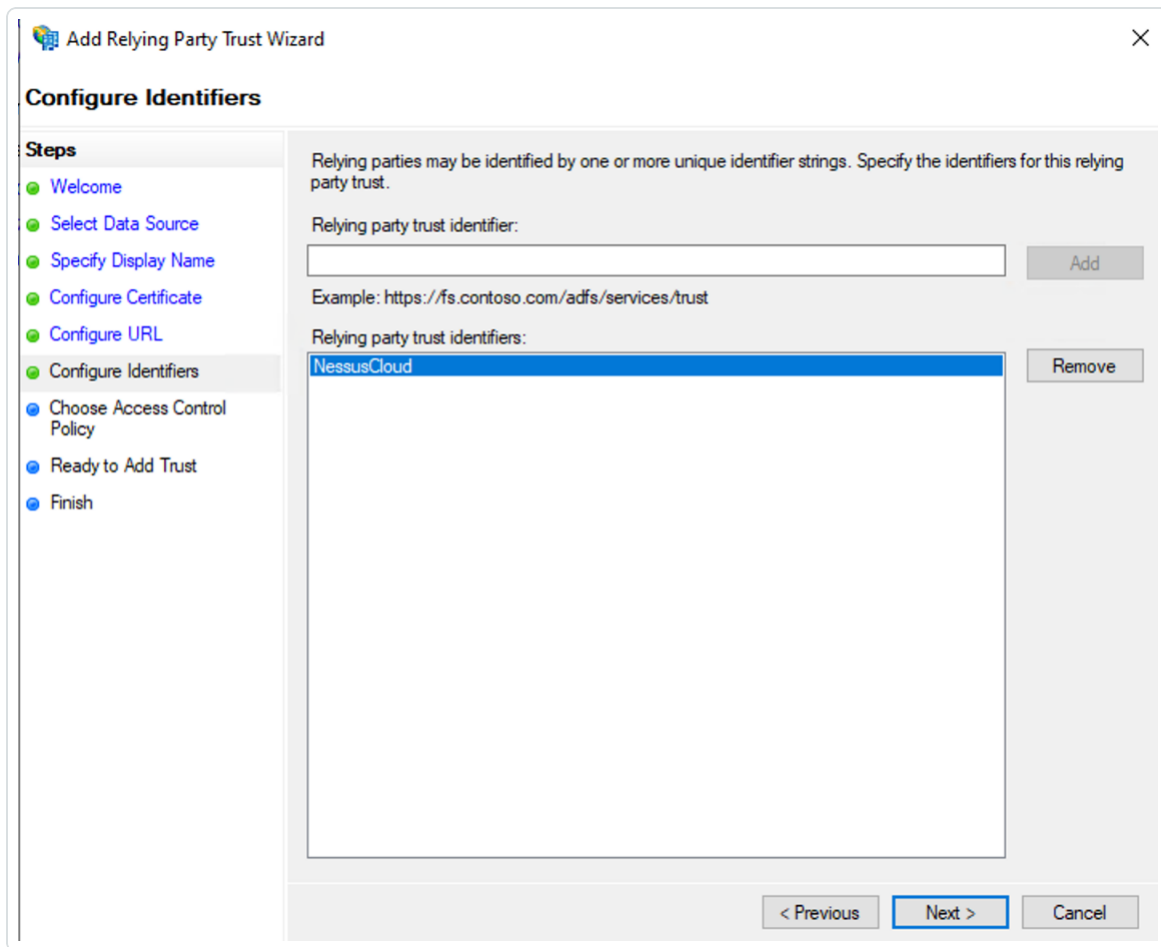 Add Relying Party Trust Wizard
Configure Identifiers
Steps
Welcome
Select Data Source
Specify Display Name
Configure Certificate
Configure URL
Configure Identifiers
Choose Access Control
Policy
Ready to Add Trust
Finish
Relying parties may be identified by one or more unique identifier strings. Specify the identifiers for this relying
party trust.
Relying party trust identifier:
Add
Example: https://fs.contoso.com/adfs/services/trust
Relying party trust identifiers:
NessusCloud
Remove
< Previous
Next >
Cancel